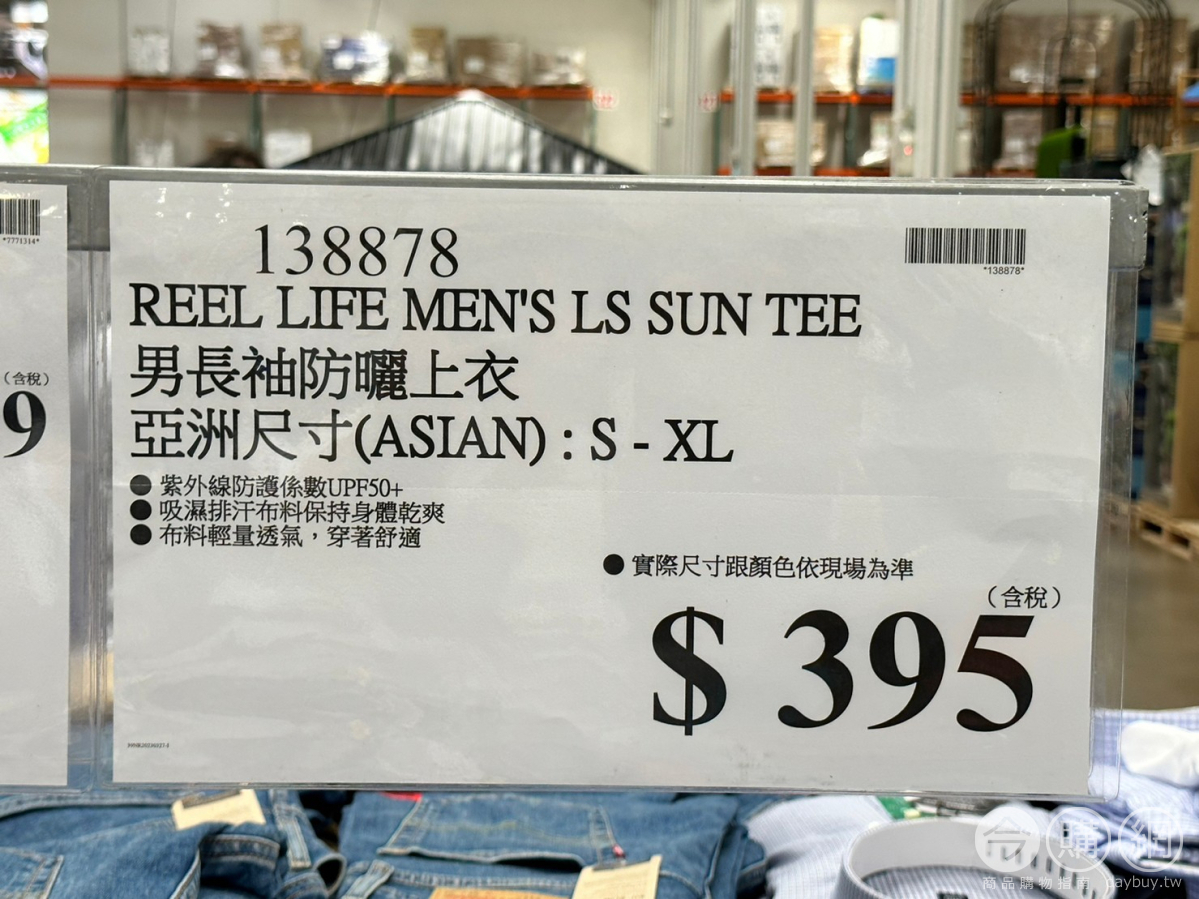 *7771314*
(含稅)
9
138878
*138878*
REEL LIFE MEN'S LS SUN TEE
男長袖防曬上衣
亞洲尺寸(ASIAN) : S - XL
● 紫外線防護係數UPF50+
● 吸濕排汗布料保持身體乾爽
● 布料輕量透氣，穿著舒適
● 實際尺寸跟顏色依現場為準
(含稅)
$ 395
合購網
商品購物指南 daybuy.tw